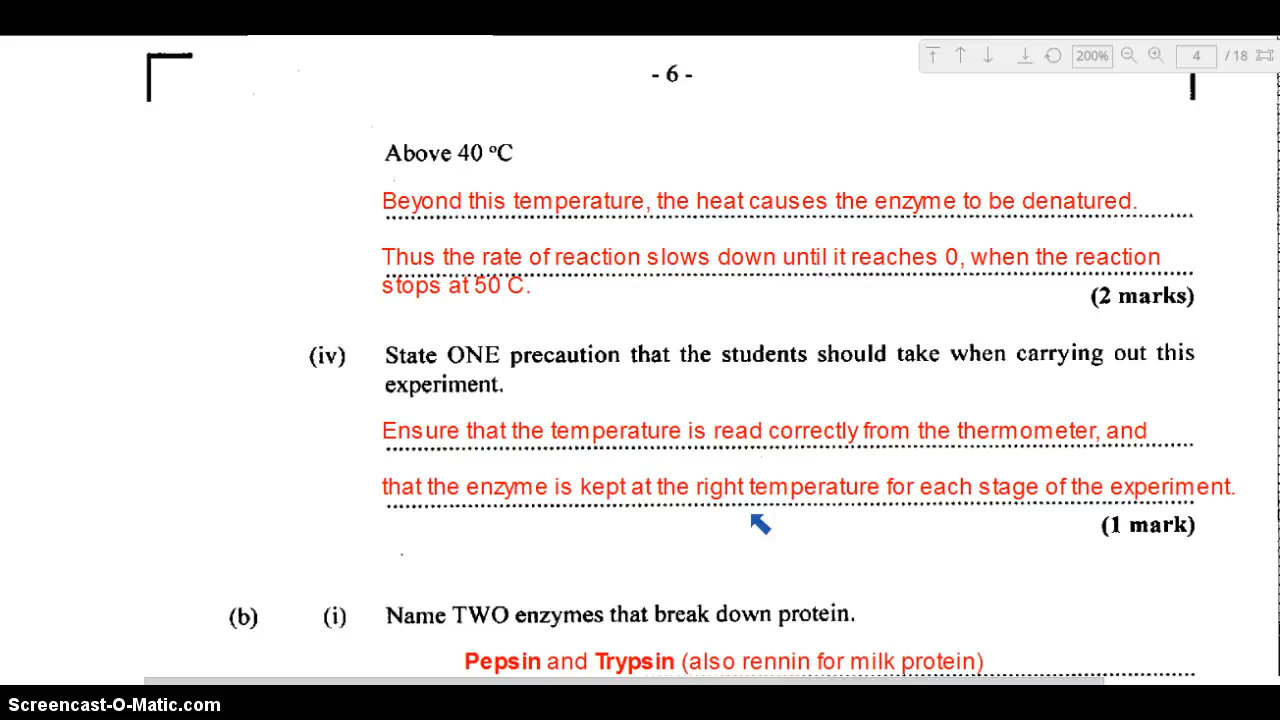 200% 4 / 18
- 6 -
Above 40 °C
Beyond this temperature, the heat causes the enzyme to be denatured.
Thus the rate of reaction slows down until it reaches 0, when the reaction
stops at 50 C.
(2 marks)
(iv) State ONE precaution that the students should take when carrying out this
experiment.
Ensure that the temperature is read correctly from the thermometer, and
that the enzyme is kept at the right temperature for each stage of the experiment.
(1 mark)
(b) (i) Name TWO enzymes that break down protein.
Pepsin and Trypsin (also rennin for milk protein)
Screencast-O-Matic.com